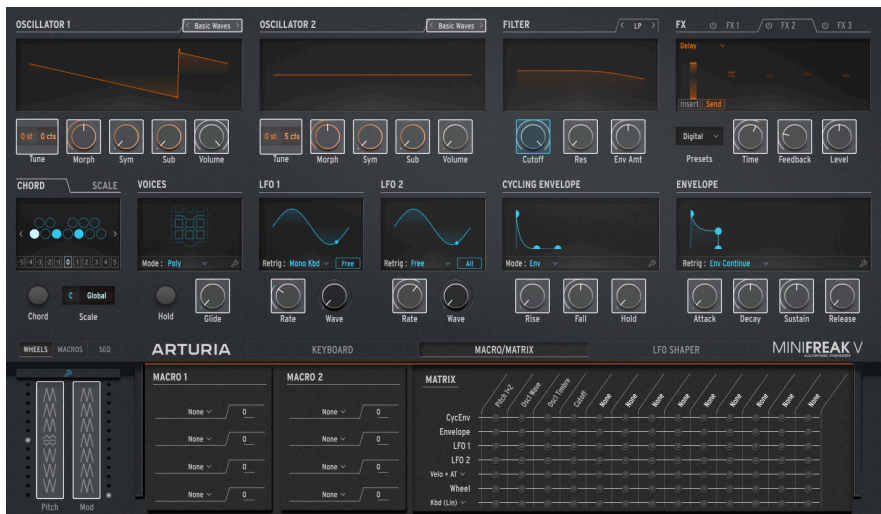 OSCILLATOR 1
Basic Waves
OSCILLATOR 2
Basic Waves
FILTER
LP
FX
FX 1
FX 2
FX 3
Delay
Insert Send
0 st 0 cts
Tune
Morph
Sym
Sub
Volume
0 st 5 cts
Tune
Morph
Sym
Sub
Volume
Cutoff
Res
Env Amt
Digital
Presets
Time
Feedback
Level
CHORD
SCALE
VOICES
LFO 1
LFO 2
CYCLING ENVELOPE
ENVELOPE
-5 -4 -3 -2 -1 0 1 2 3 4 5
Mode : Poly
Retrig : Mono Kbd
Free
Retrig : Free
All
Mode : Env
Retrig : Env Continue
C Global
Chord
Scale
Hold
Glide
Rate
Wave
Rate
Wave
Rise
Fall
Hold
Attack
Decay
Sustain
Release
WHEELS
MACROS
SEQ
ARTURIA
KEYBOARD
MACRO/MATRIX
LFO SHAPER
MINIFREAK V
MACRO 1
None 0
None 0
None 0
None 0
MACRO 2
None 0
None 0
None 0
None 0
MATRIX
Pitch 1+2
Osc1 Wave
Osc1 Timbre
Cutoff
None
None
None
None
None
None
None
None
None
CycEnv
Envelope
LFO 1
LFO 2
Velo + AT
Wheel
Kbd (Lin)
Pitch
Mod